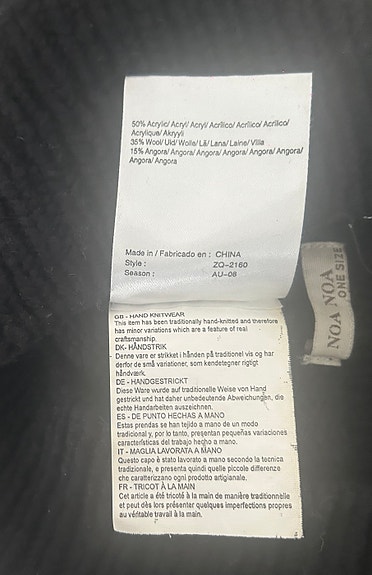 50% Acrylic/ Acryl/ Acryl/ Acrílico/ Acrílico/ Acrilico/
Acrylique/ Akryyli
35% Wool/ Uld/ Wolle/ Lã/ Lana/ Laine/ Villa
15% Angora/ Angora/ Angora/ Angora/ Angora/ Angora/
Angora/ Angora
Made in / Fabricado en : CHINA
Style : ZQ-2160
Season : AU-08
NOA NOA
ONE SIZE
GB - HAND KNITWEAR
This item has been traditionally hand-knitted and therefore
has minor variations which are a feature of real
craftsmanship.
DK- HÅNDSTRIK
Denne vare er strikket i hånden på traditionel vis og har
derfor de små variationer, som kendetegner rigtigt
håndværk.
DE - HANDGESTRICKT
Diese Ware wurde auf traditionelle Weise von Hand
gestrickt und hat daher unbedeutende Abweichungen, die
echte Handarbeiten auszeichnen.
ES - DE PUNTO HECHAS A MANO
Estas prendas se han tejido a mano de un modo
tradicional y, por lo tanto, presentan pequeñas variaciones
características del trabajo hecho a mano.
IT - MAGLIA LAVORATA A MANO
Questo capo è stato lavorato a mano secondo la tecnica
tradizionale, e presenta quindi quelle piccole differenze
che caratterizzano ogni prodotto artigianale.
FR - TRICOT À LA MAIN
Cet article a été tricoté à la main de manière traditionnelle
et peut dès lors présenter quelques imperfections propres
au véritable travail à la main.